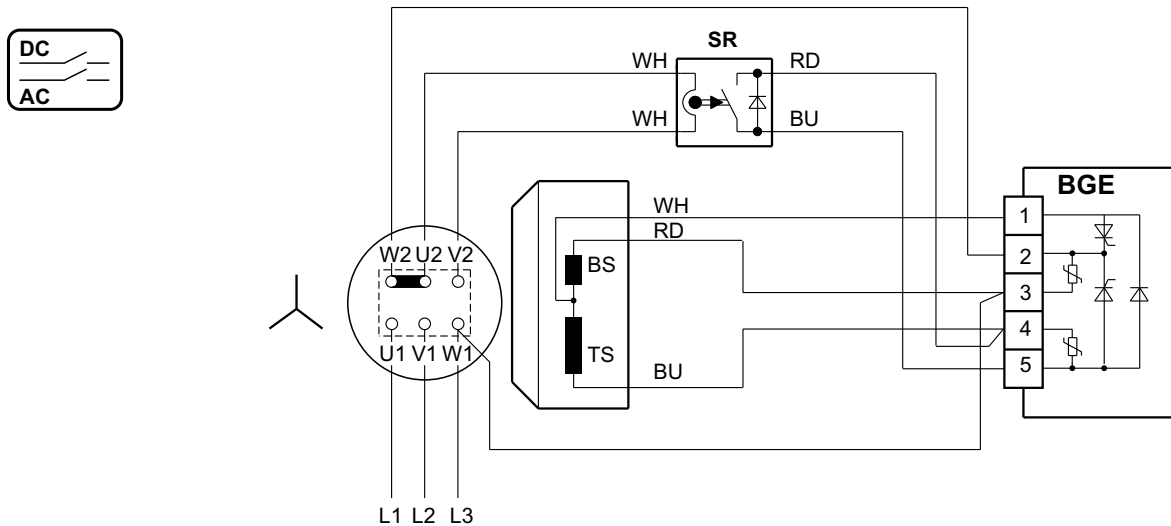 DC
AC
SR
WH
RD
WH
BU
BGE
WH
RD
1
2
3
4
5
BS
TS
BU
W2 U2 V2
U1 V1 W1
L1 L2 L3